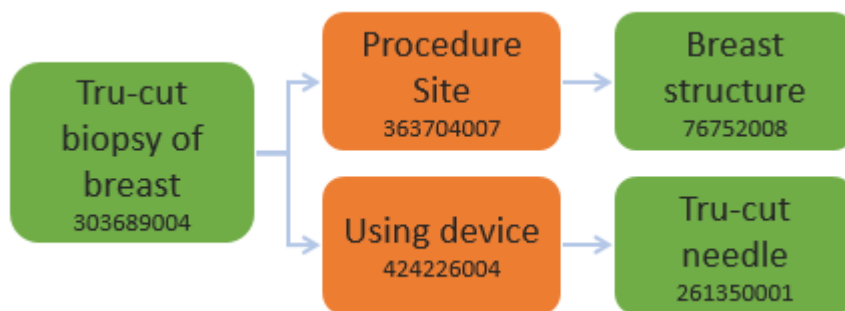 Tru-cut
biopsy of
breast
303689004
Procedure
Site
363704007
Breast
structure
76752008
Using device
424226004
Tru-cut
needle
261350001